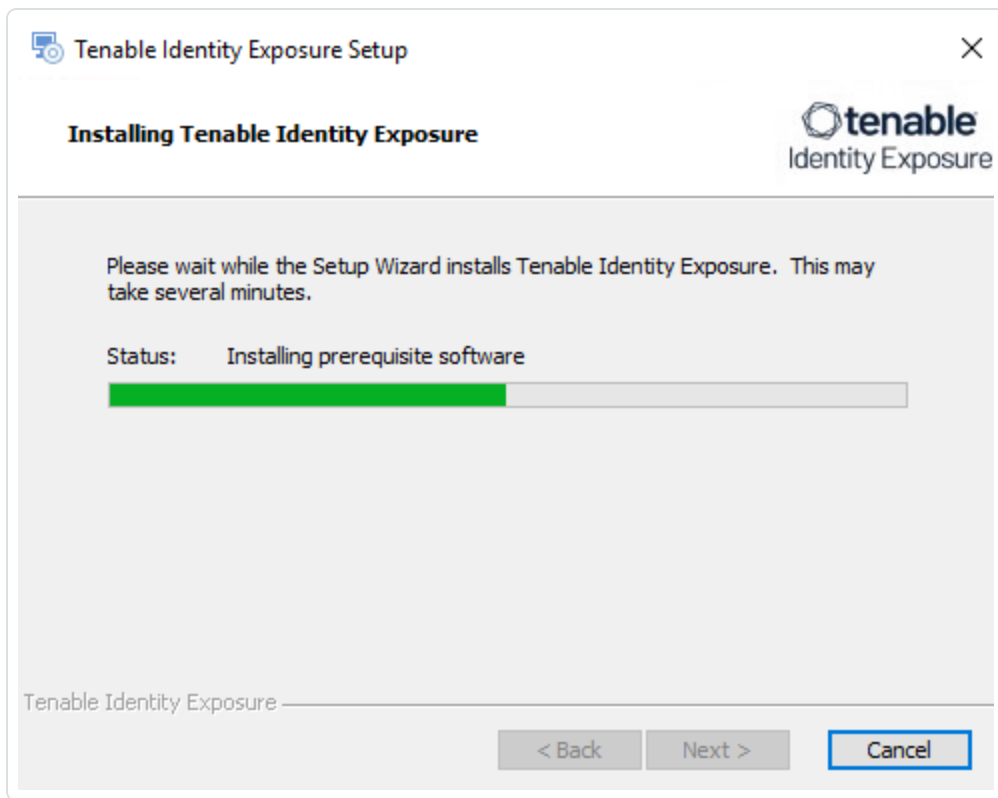 Tenable Identity Exposure Setup
Installing Tenable Identity Exposure
tenable
Identity Exposure
Please wait while the Setup Wizard installs Tenable Identity Exposure. This may
take several minutes.
Status: Installing prerequisite software
Tenable Identity Exposure
< Back Next > Cancel